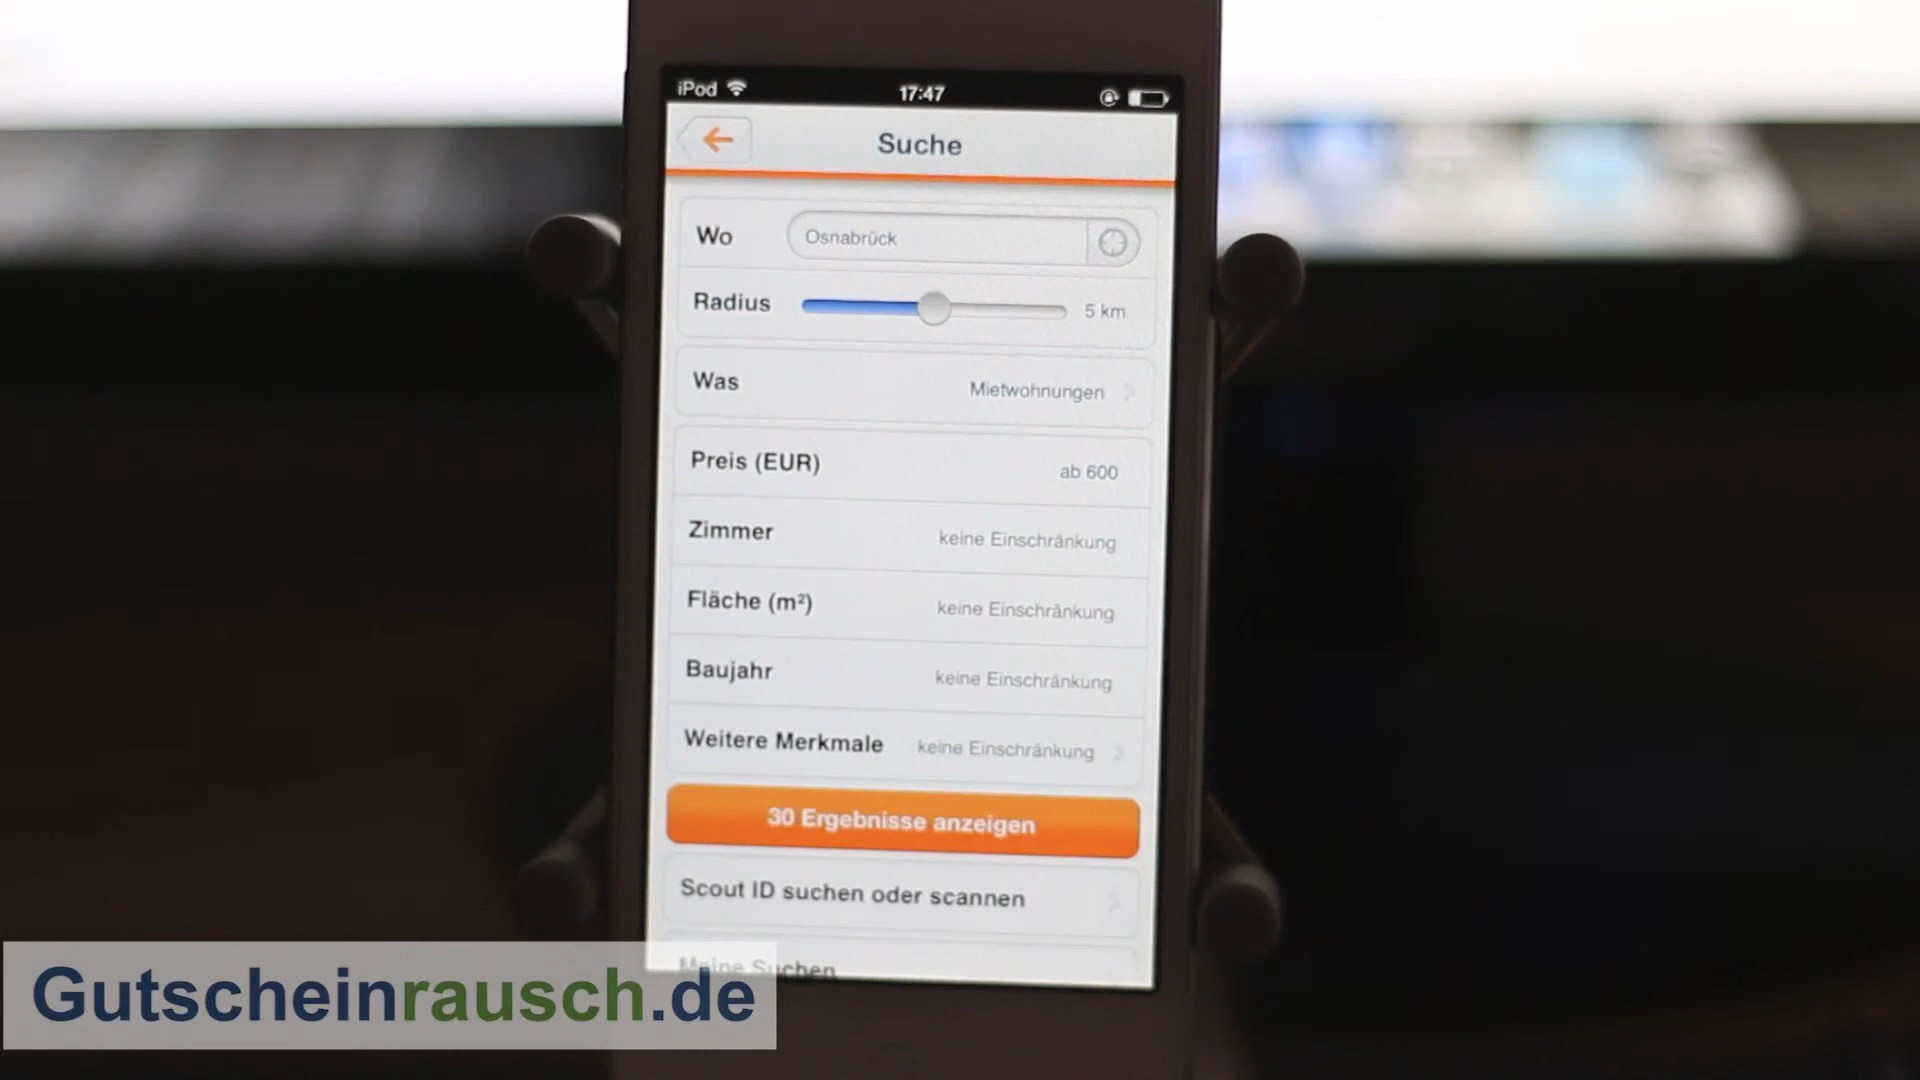 iPod 17:47
Suche
Wo Osnabrück
Radius 5 km
Was Mietwohnungen
Preis (EUR) ab 600
Zimmer keine Einschränkung
Fläche (m²) keine Einschränkung
Baujahr keine Einschränkung
Weitere Merkmale keine Einschränkung
30 Ergebnisse anzeigen
Scout ID suchen oder scannen
Meine Suchen
Gutscheinrausch.de